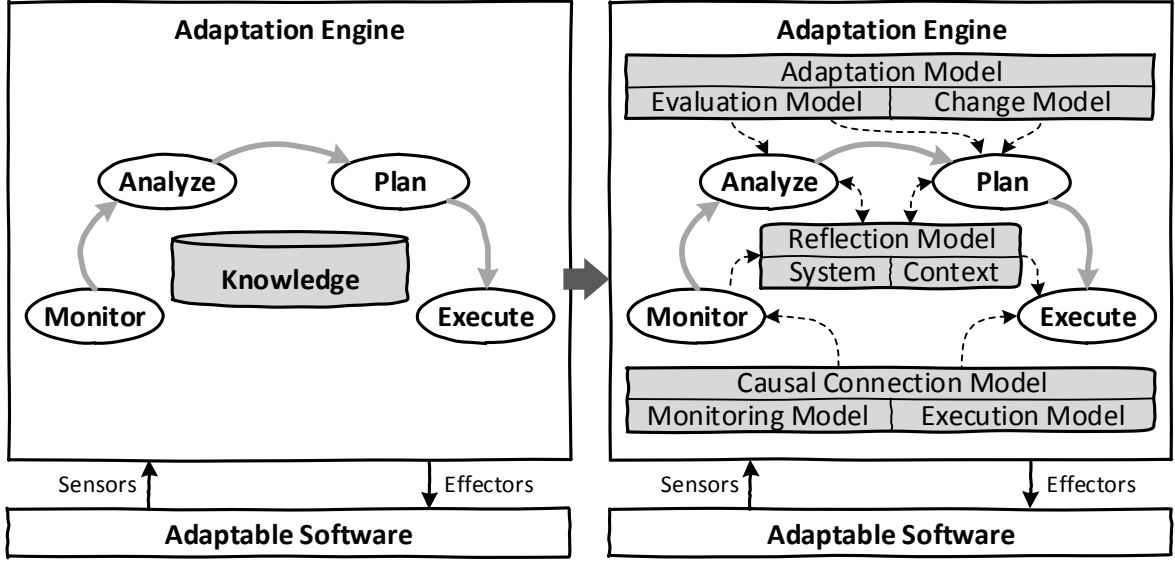 Adaptation Engine
Analyze
Plan
Knowledge
Monitor
Execute
Sensors
Effectors
Adaptable Software
Adaptation Engine
Adaptation Model
Evaluation Model
Change Model
Analyze
Plan
Reflection Model
System
Context
Monitor
Execute
Causal Connection Model
Monitoring Model
Execution Model
Sensors
Effectors
Adaptable Software